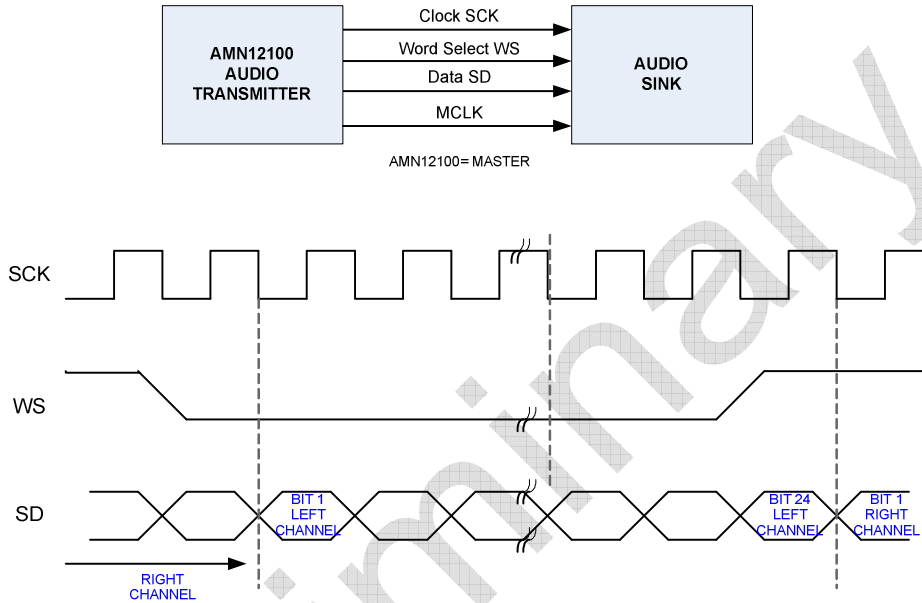 AMN12100
AUDIO
TRANSMITTER
Clock SCK
Word Select WS
Data SD
MCLK
AUDIO
SINK
AMN12100= MASTER
SCK
WS
SD
BIT 1
LEFT
CHANNEL
BIT 24
LEFT
CHANNEL
BIT 1
RIGHT
CHANNEL
RIGHT
CHANNEL
iminary